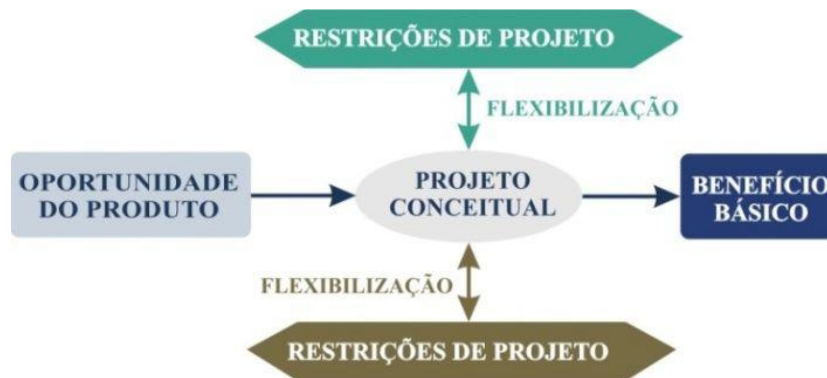 RESTRIÇÕES DE PROJETO
FLEXIBILIZAÇÃO
OPORTUNIDADE
DO PRODUTO
PROJETO
CONCEITUAL
BENEFÍCIO
BÁSICO
FLEXIBILIZAÇÃO
RESTRIÇÕES DE PROJETO